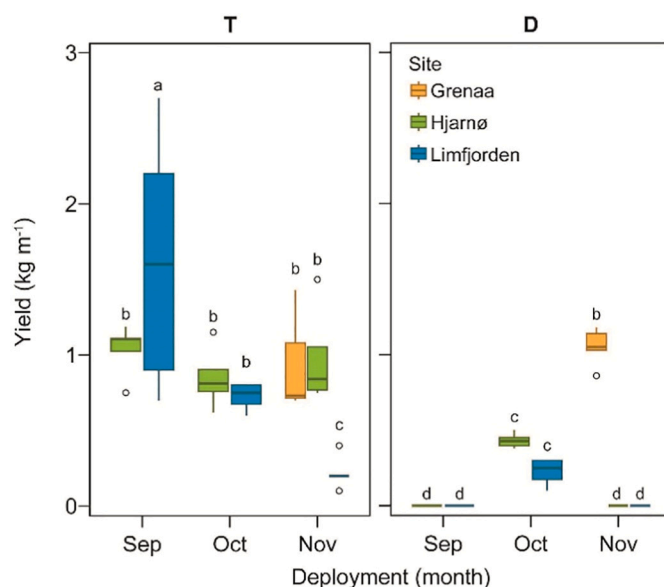 T D
3
Site
a
Grenaa
Hjarnø
2
Limfjorden
Yield (kg m⁻¹)
b b b b b b
1
c c c
0
d d d d
Sep Oct Nov Sep Oct Nov
Deployment (month)